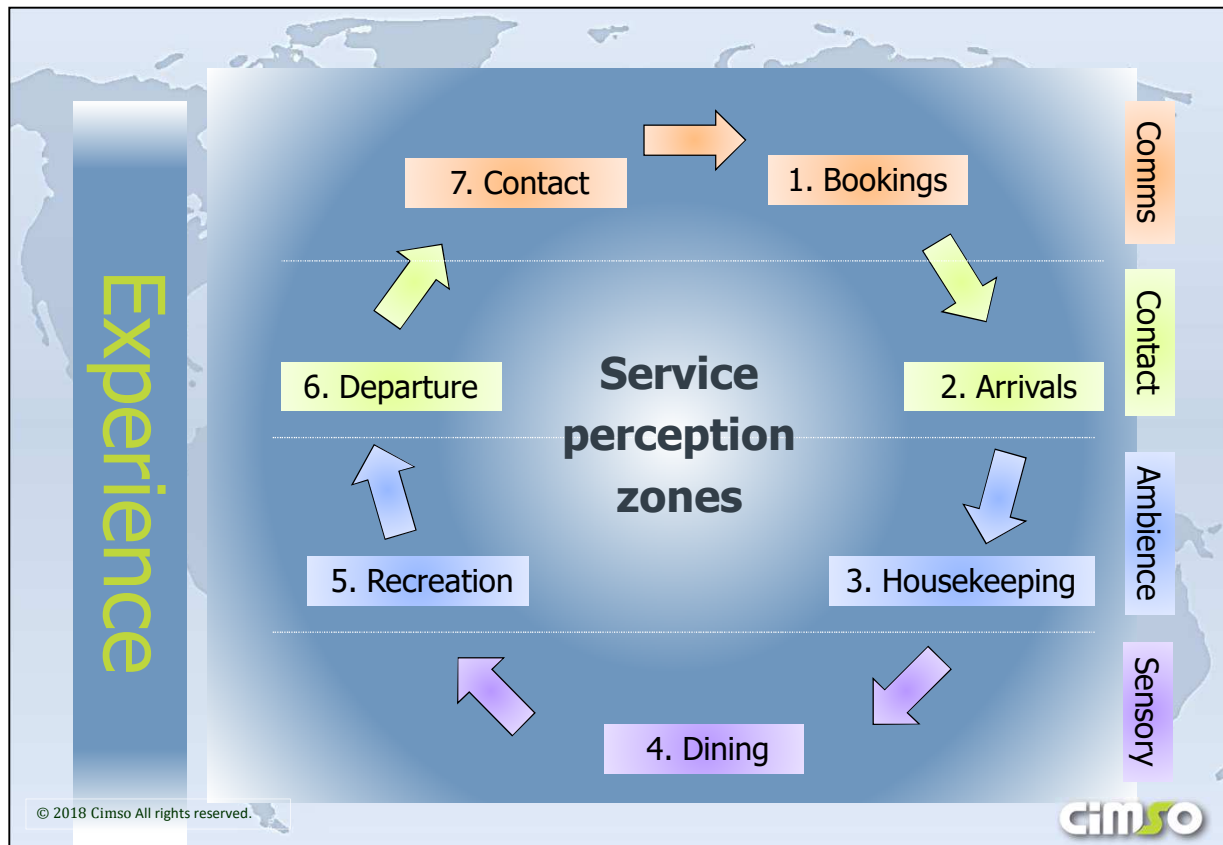 Experience
7. Contact
1. Bookings
Comms
6. Departure
Service
perception
zones
2. Arrivals
Contact
5. Recreation
3. Housekeeping
Ambience
4. Dining
Sensory
© 2018 Cimso All rights reserved.
cimso